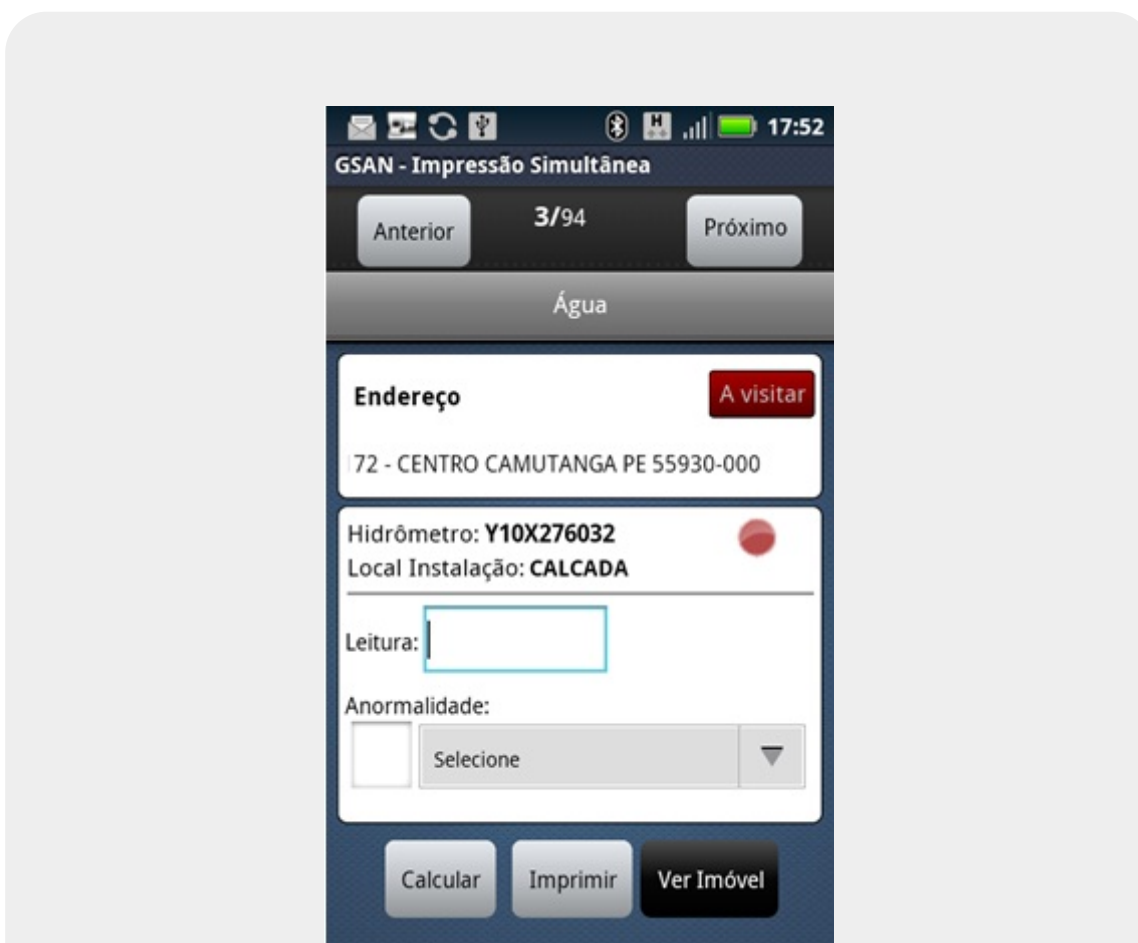 17:52
GSAN - Impressão Simultânea
Anterior 3/94 Próximo
Água
Endereço A visitar
72 - CENTRO CAMUTANGA PE 55930-000
Hidrômetro: Y10X276032
Local Instalação: CALCADA
Leitura:
Anormalidade:
Selecione
Calcular Imprimir Ver Imóvel